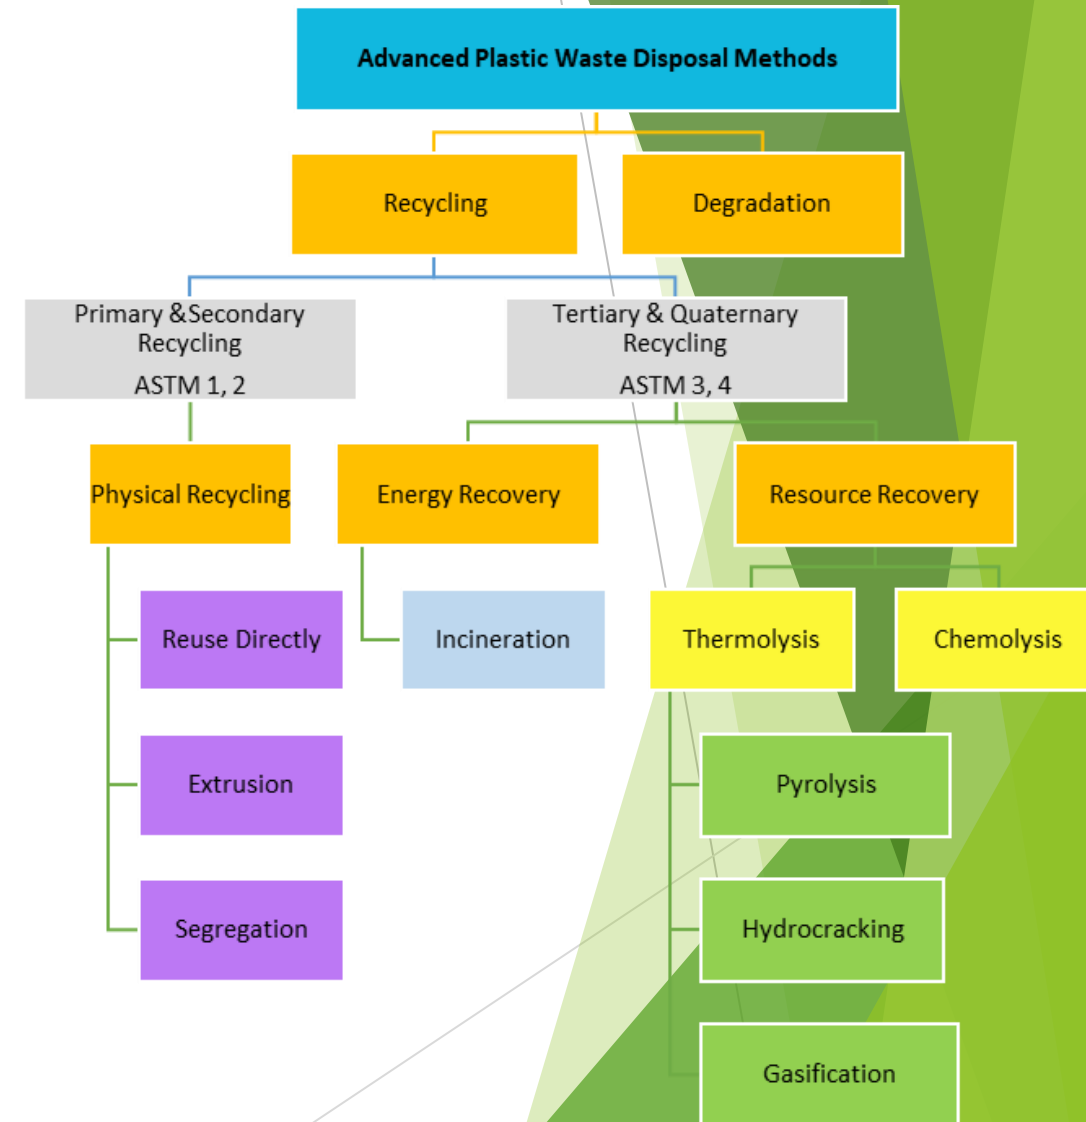 Advanced Plastic Waste Disposal Methods
Recycling
Degradation
Primary &Secondary
Recycling
ASTM 1, 2
Tertiary & Quaternary
Recycling
ASTM 3, 4
Physical Recycling
Energy Recovery
Resource Recovery
Reuse Directly
Incineration
Thermolysis
Chemolysis
Extrusion
Pyrolysis
Segregation
Hydrocracking
Gasification